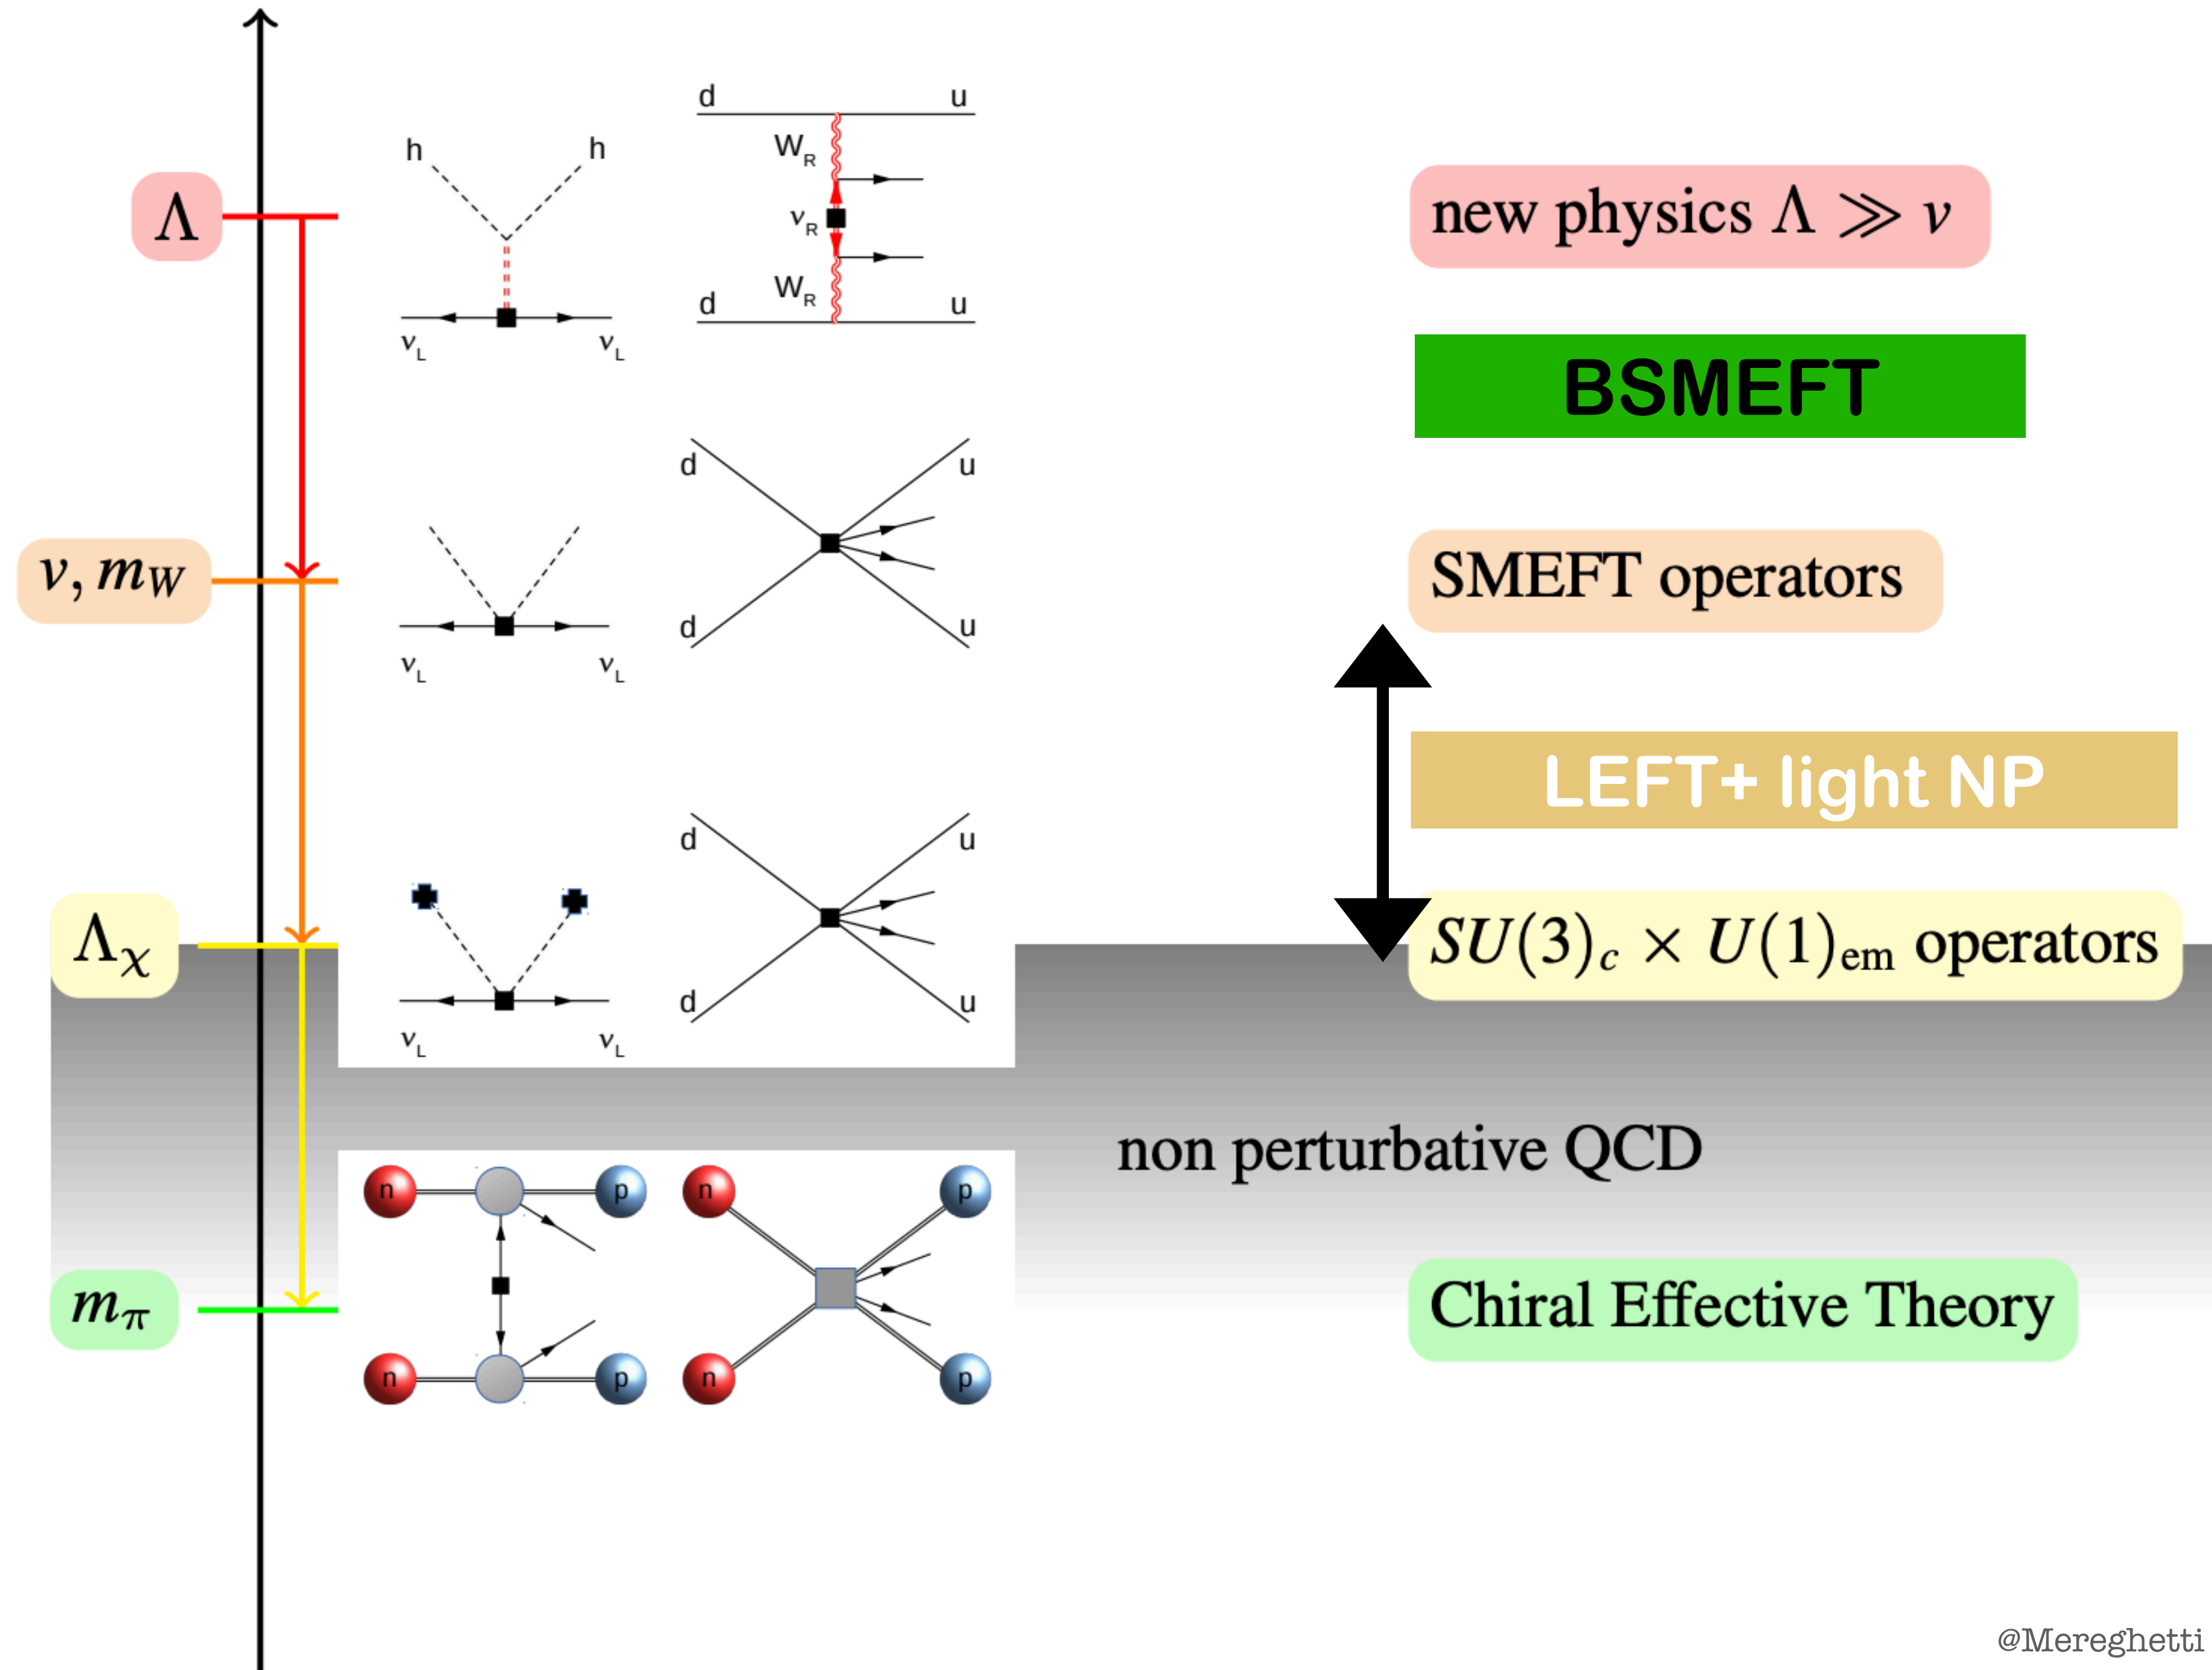 d u
h h
W_R
Λ
ν_R
new physics Λ ≫ v
W_R
d u
ν_L ν_L
BSMEFT
d u
v, m_W
SMEFT operators
d u
ν_L ν_L
LEFT+ light NP
d u
Λ_χ
SU(3)_c × U(1)_em operators
d u
ν_L ν_L
non perturbative QCD
n p n p
m_π
Chiral Effective Theory
n p n p
@Mereghetti